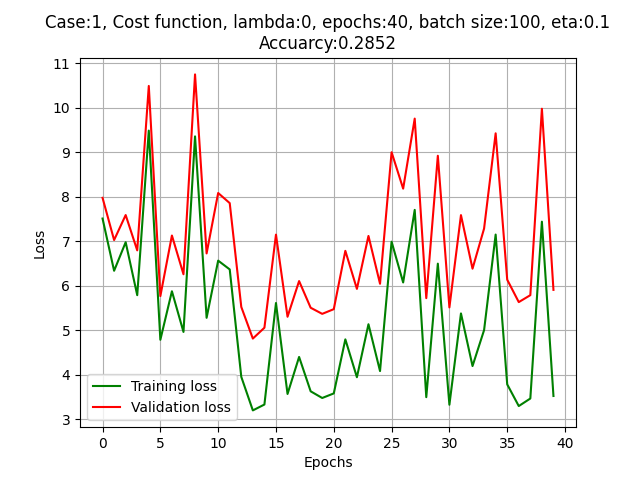 Case:1, Cost function, lambda:0, epochs:40, batch size:100, eta:0.1
Accuarcy:0.2852
11
10
9
8
7
6
5
4
3
Loss
Training loss
Validation loss
0 5 10 15 20 25 30 35 40
Epochs